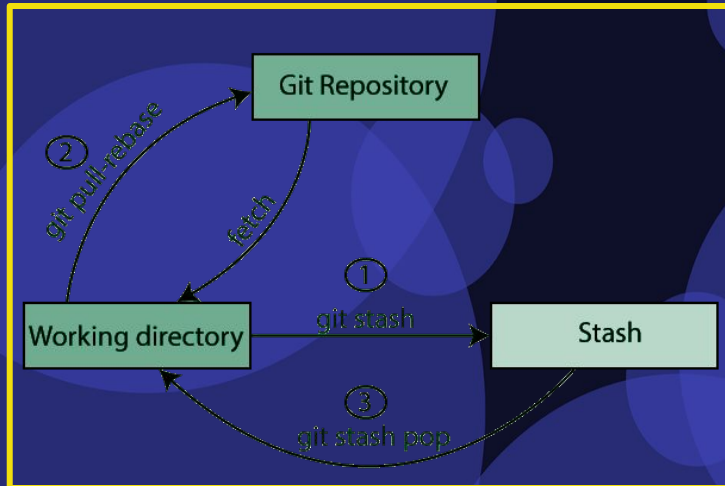 Git Repository
2
git pull-rebase
fetch
1
git stash
Working directory
Stash
3
git stash pop